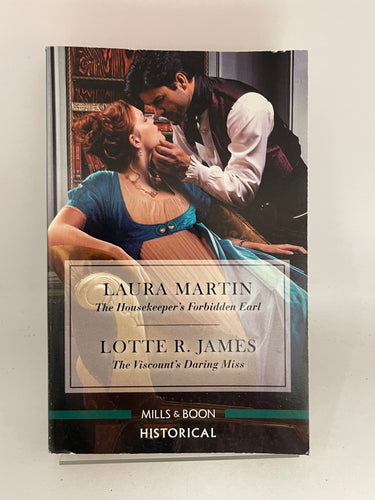 LAURA MARTIN
The Housekeeper's Forbidden Earl
LOTTE R. JAMES
The Viscount's Daring Miss
MILLS & BOON
HISTORICAL